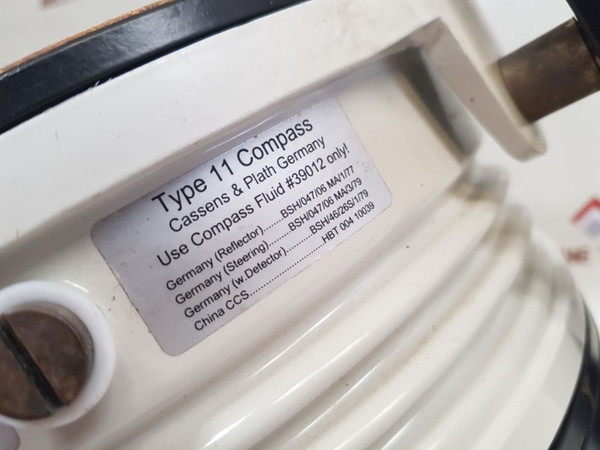 Type 11 Compass
Cassens & Plath Germany
Use Compass Fluid #39012 only!
Germany (Reflector)......BSH/047/06 MA/1/77
Germany (Steering).......BSH/047/06 MA/3/79
Germany (w.Detector)..........BSH/46/26S/1/79
China CCS.............................HBT 004 10039